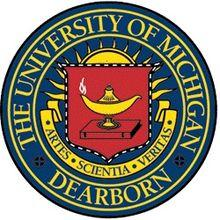 THE UNIVERSITY OF MICHIGAN
ARTES · SCIENTIA · VERITAS
DEARBORN